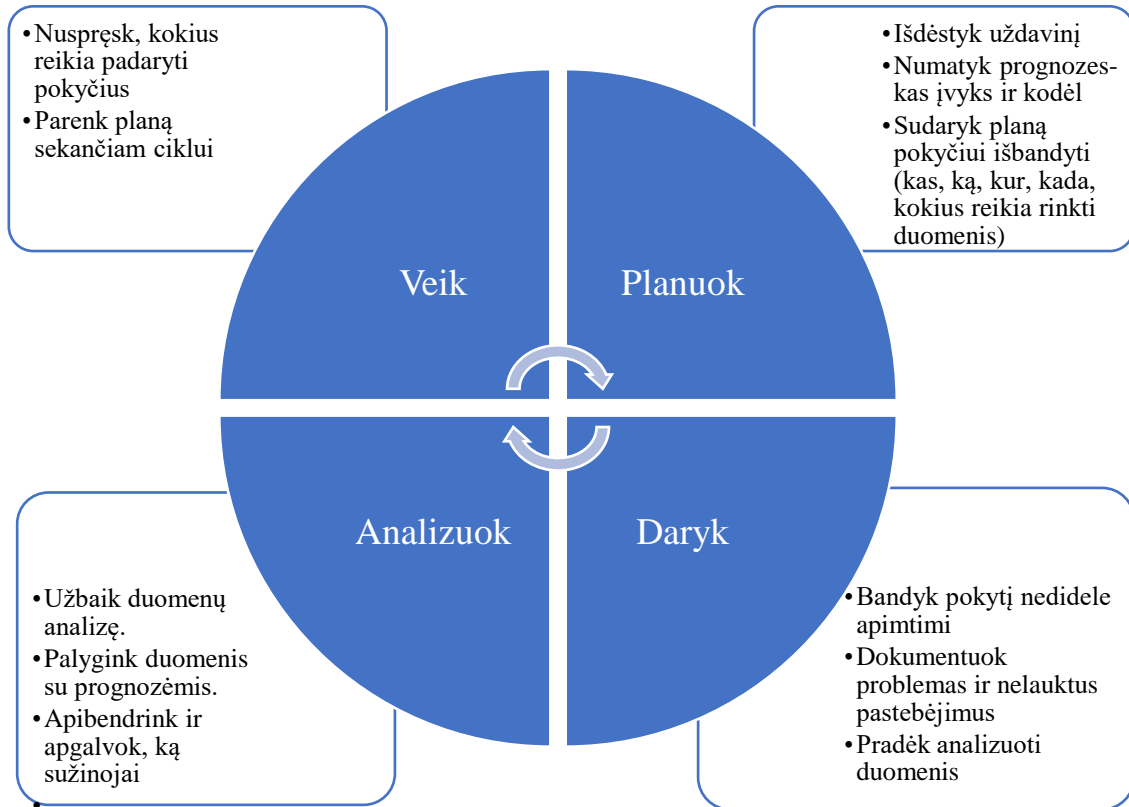 •Nuspręsk, kokius
reikia padaryti
pokyčius
•Parenk planą
sekančiam ciklui
•Išdėstyk uždavinį
•Numatyk prognozes-
kas įvyks ir kodėl
•Sudaryk planą
pokyčiui išbandyti
(kas, ką, kur, kada,
kokius reikia rinkti
duomenis)
Veik
Planuok
Analizuok
Daryk
•Užbaik duomenų
analizę.
•Palygink duomenis
su prognozėmis.
•Apibendrink ir
apgalvok, ką
sužinojai
•
•Bandyk pokytį nedidele
apimtimi
•Dokumentuok
problemas ir nelauktus
pastebėjimus
•Pradėk analizuoti
duomenis